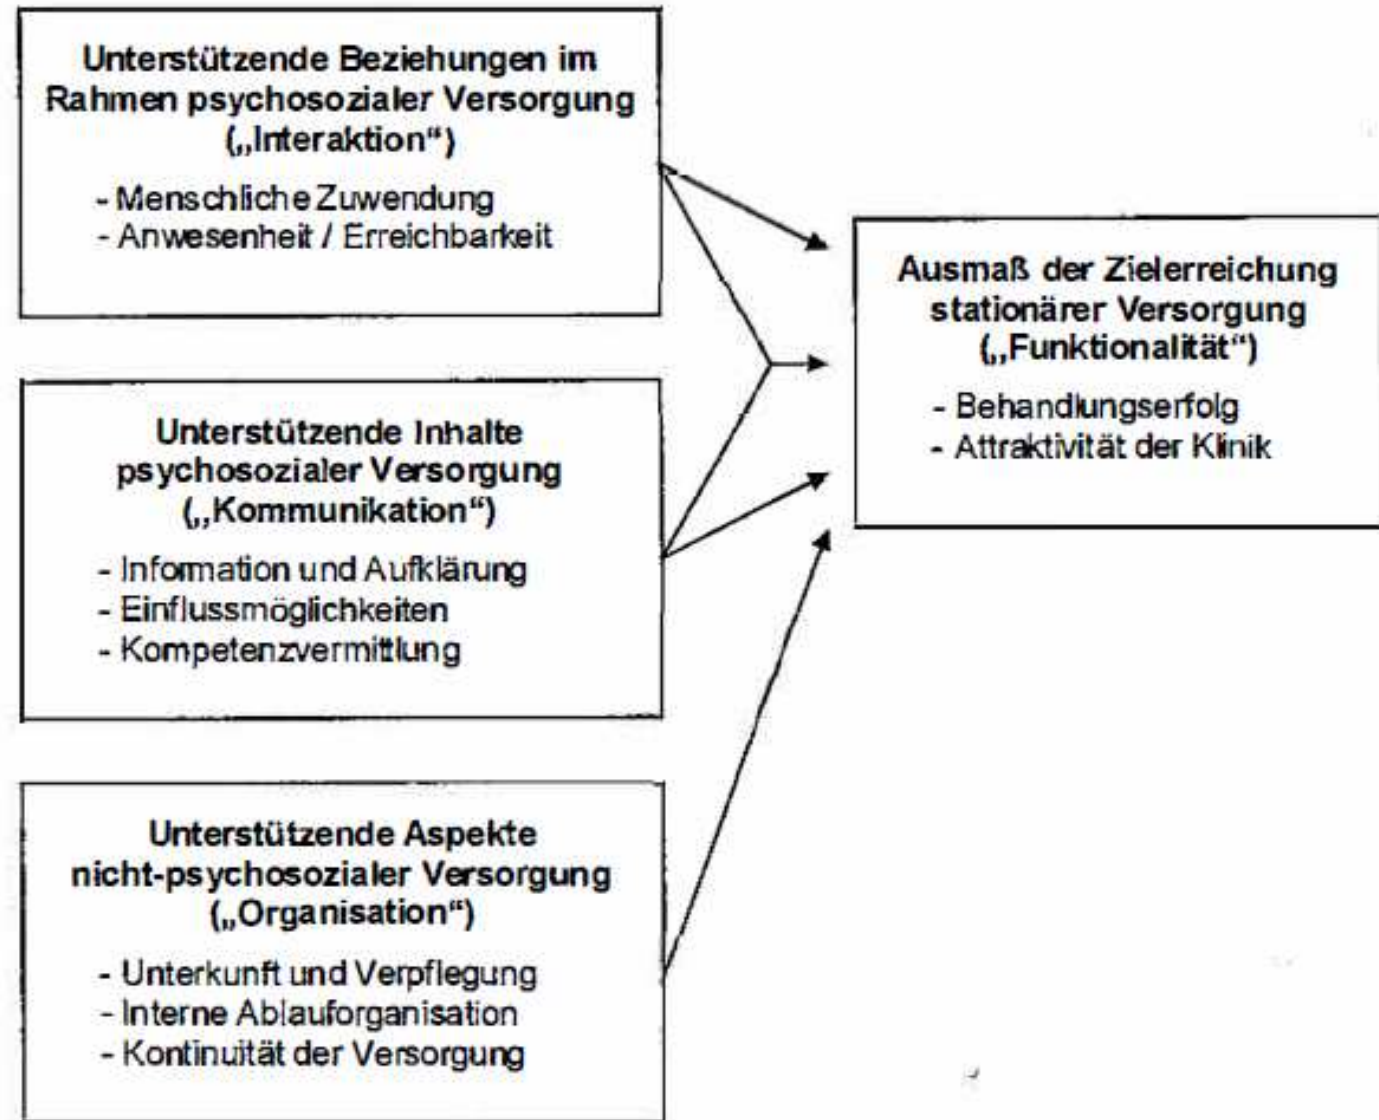 Unterstützende Beziehungen im
Rahmen psychosozialer Versorgung
(„Interaktion“)
- Menschliche Zuwendung
- Anwesenheit / Erreichbarkeit
Unterstützende Inhalte
psychosozialer Versorgung
(„Kommunikation“)
- Information und Aufklärung
- Einflussmöglichkeiten
- Kompetenzvermittlung
Unterstützende Aspekte
nicht-psychosozialer Versorgung
(„Organisation“)
- Unterkunft und Verpflegung
- Interne Ablauforganisation
- Kontinuität der Versorgung
Ausmaß der Zielerreichung
stationärer Versorgung
(„Funktionalität“)
- Behandlungserfolg
- Attraktivität der Klinik